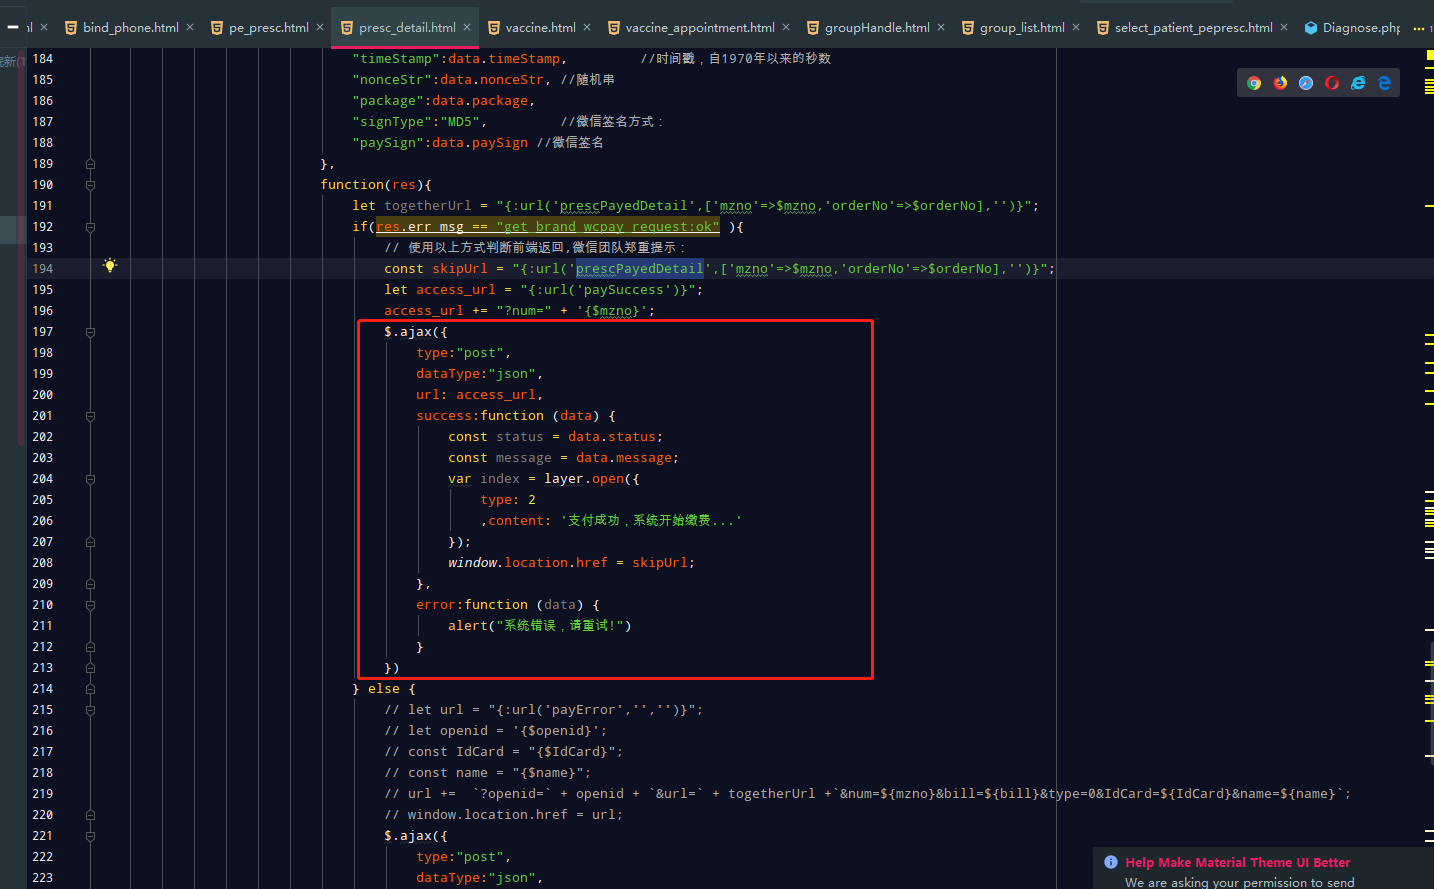 nl × bind_phone.html × pe_presc.html × presc_detail.html × vaccine.html × vaccine_appointment.html × groupHandle.html × group_list.html × select_patient_pepresc.html × Diagnose.php
184 "timeStamp":data.timeStamp, //时间戳，自1970年以来的秒数
185 "nonceStr":data.nonceStr, //随机串
186 "package":data.package,
187 "signType":"MD5", //微信签名方式：
188 "paySign":data.paySign //微信签名
189 },
190 function(res){
191 let togetherUrl = "{:url('prescPayedDetail',['mzno'=>$mzno,'orderNo'=>$orderNo],'')}";
192 if(res.err_msg == "get_brand_wcpay_request:ok" ){
193 // 使用以上方式判断前端返回,微信团队郑重提示：
194 const skipUrl = "{:url('prescPayedDetail',['mzno'=>$mzno,'orderNo'=>$orderNo],'')}";
195 let access_url = "{:url('paySuccess')}";
196 access_url += "?num=" + '{$mzno}';
197 $.ajax({
198 type:"post",
199 dataType:"json",
200 url: access_url,
201 success:function (data) {
202 const status = data.status;
203 const message = data.message;
204 var index = layer.open({
205 type: 2
206 ,content: '支付成功，系统开始缴费...'
207 });
208 window.location.href = skipUrl;
209 },
210 error:function (data) {
211 alert("系统错误，请重试!")
212 }
213 })
214 } else {
215 // let url = "{:url('payError','','')}";
216 // let openid = '{$openid}';
217 // const IdCard = "{$IdCard}";
218 // const name = "{$name}";
219 // url += `?openid=` + openid + `&url=` + togetherUrl +`&num=${mzno}&bill=${bill}&type=0&IdCard=${IdCard}&name=${name}`;
220 // window.location.href = url;
221 $.ajax({
222 type:"post",
223 dataType:"json",
Help Make Material Theme UI Better
We are asking your permission to send